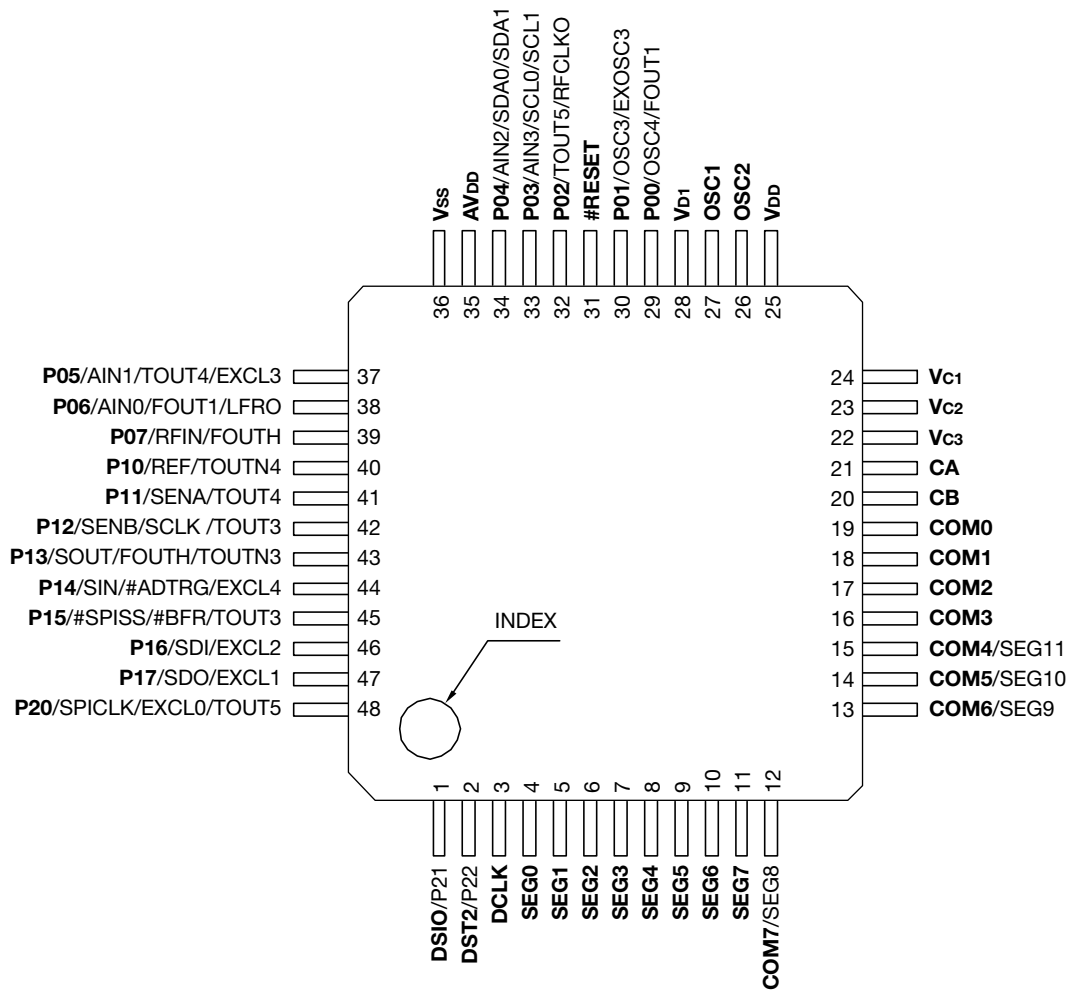 Vss
AVDD
P04/AIN2/SDA0/SDA1
P03/AIN3/SCL0/SCL1
P02/TOUT5/RFCLKO
#RESET
P01/OSC3/EXOSC3
P00/OSC4/FOUT1
VD1
OSC1
OSC2
VDD
36
35
34
33
32
31
30
29
28
27
26
25
P05/AIN1/TOUT4/EXCL3 37
P06/AIN0/FOUT1/LFRO 38
P07/RFIN/FOUTH 39
P10/REF/TOUTN4 40
P11/SENA/TOUT4 41
P12/SENB/SCLK /TOUT3 42
P13/SOUT/FOUTH/TOUTN3 43
P14/SIN/#ADTRG/EXCL4 44
P15/#SPISS/#BFR/TOUT3 45
P16/SDI/EXCL2 46
P17/SDO/EXCL1 47
P20/SPICLK/EXCL0/TOUT5 48
24 VC1
23 VC2
22 VC3
21 CA
20 CB
19 COM0
18 COM1
17 COM2
16 COM3
15 COM4/SEG11
14 COM5/SEG10
13 COM6/SEG9
INDEX
1
2
3
4
5
6
7
8
9
10
11
12
DSIO/P21
DST2/P22
DCLK
SEG0
SEG1
SEG2
SEG3
SEG4
SEG5
SEG6
SEG7
COM7/SEG8